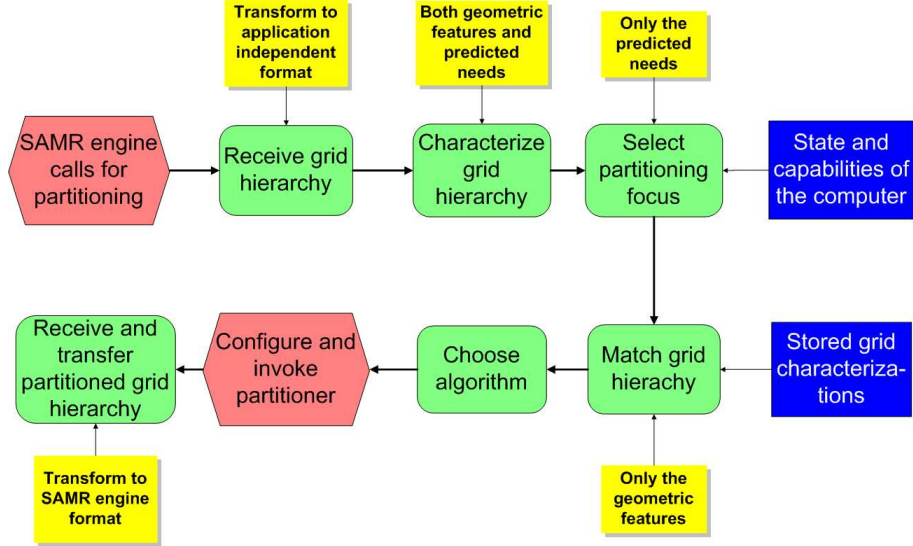 Transform to
application
independent
format
Both geometric
features and
predicted
needs
Only the
predicted
needs
SAMR engine
calls for
partitioning
Receive grid
hierarchy
Characterize
grid
hierarchy
Select
partitioning
focus
State and
capabilities of
the computer
Receive and
transfer
partitioned grid
hierarchy
Configure and
invoke
partitioner
Choose
algorithm
Match grid
hierachy
Stored grid
characteriza-
tions
Transform to
SAMR engine
format
Only the
geometric
features